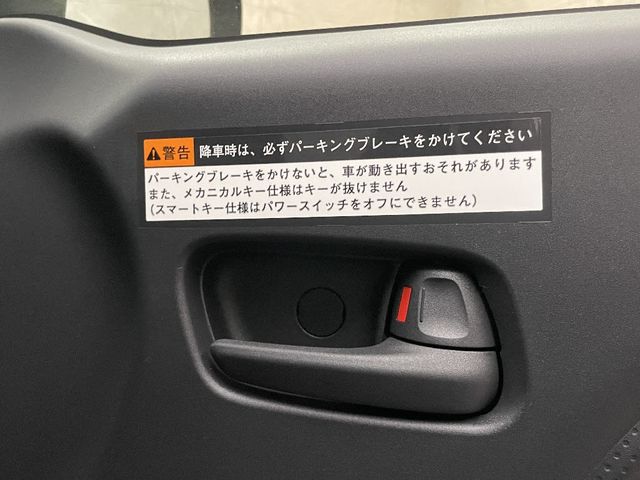 警告 降車時は、必ずパーキングブレーキをかけてください
パーキングブレーキをかけないと、車が動き出すおそれがあります
また、メカニカルキー仕様はキーが抜けません
（スマートキー仕様はパワースイッチをオフにできません）